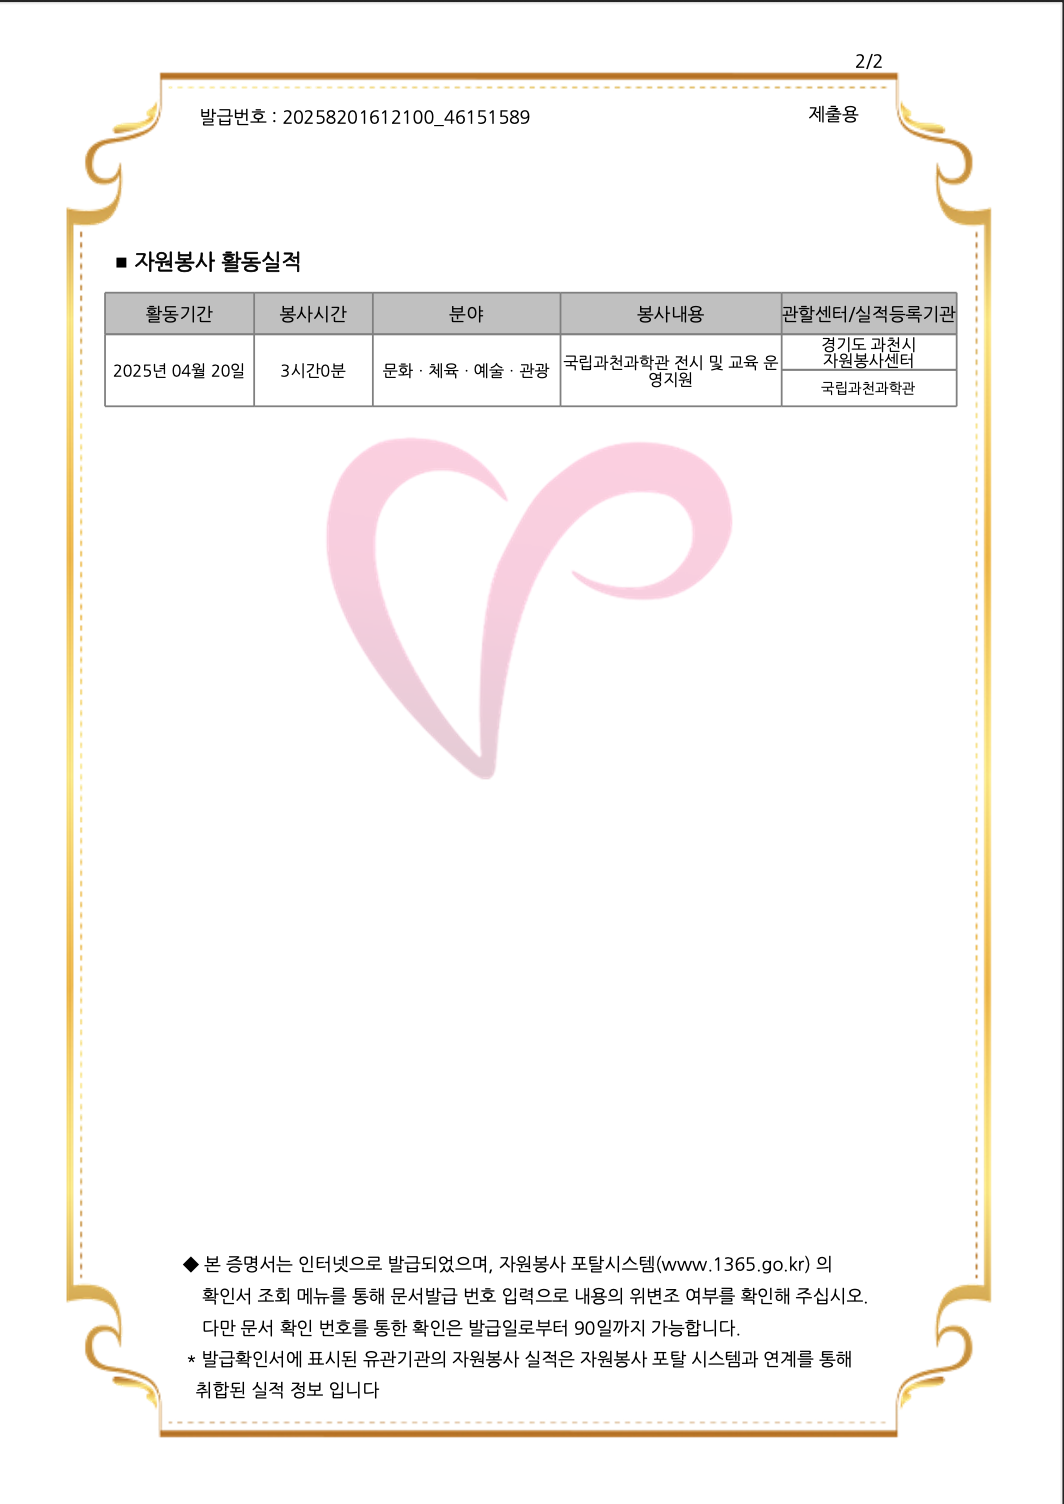 2/2
발급번호 : 20258201612100_46151589
제출용
■ 자원봉사 활동실적
활동기간 봉사시간 분야 봉사내용 관할센터/실적등록기관
2025년 04월 20일 3시간0분 문화 · 체육 · 예술 · 관광
국립과천과학관 전시 및 교육 운
영지원
경기도 과천시
자원봉사센터
국립과천과학관
◆ 본 증명서는 인터넷으로 발급되었으며, 자원봉사 포탈시스템(www.1365.go.kr) 의
확인서 조회 메뉴를 통해 문서발급 번호 입력으로 내용의 위변조 여부를 확인해 주십시오.
다만 문서 확인 번호를 통한 확인은 발급일로부터 90일까지 가능합니다.
* 발급확인서에 표시된 유관기관의 자원봉사 실적은 자원봉사 포탈 시스템과 연계를 통해
취합된 실적 정보 입니다